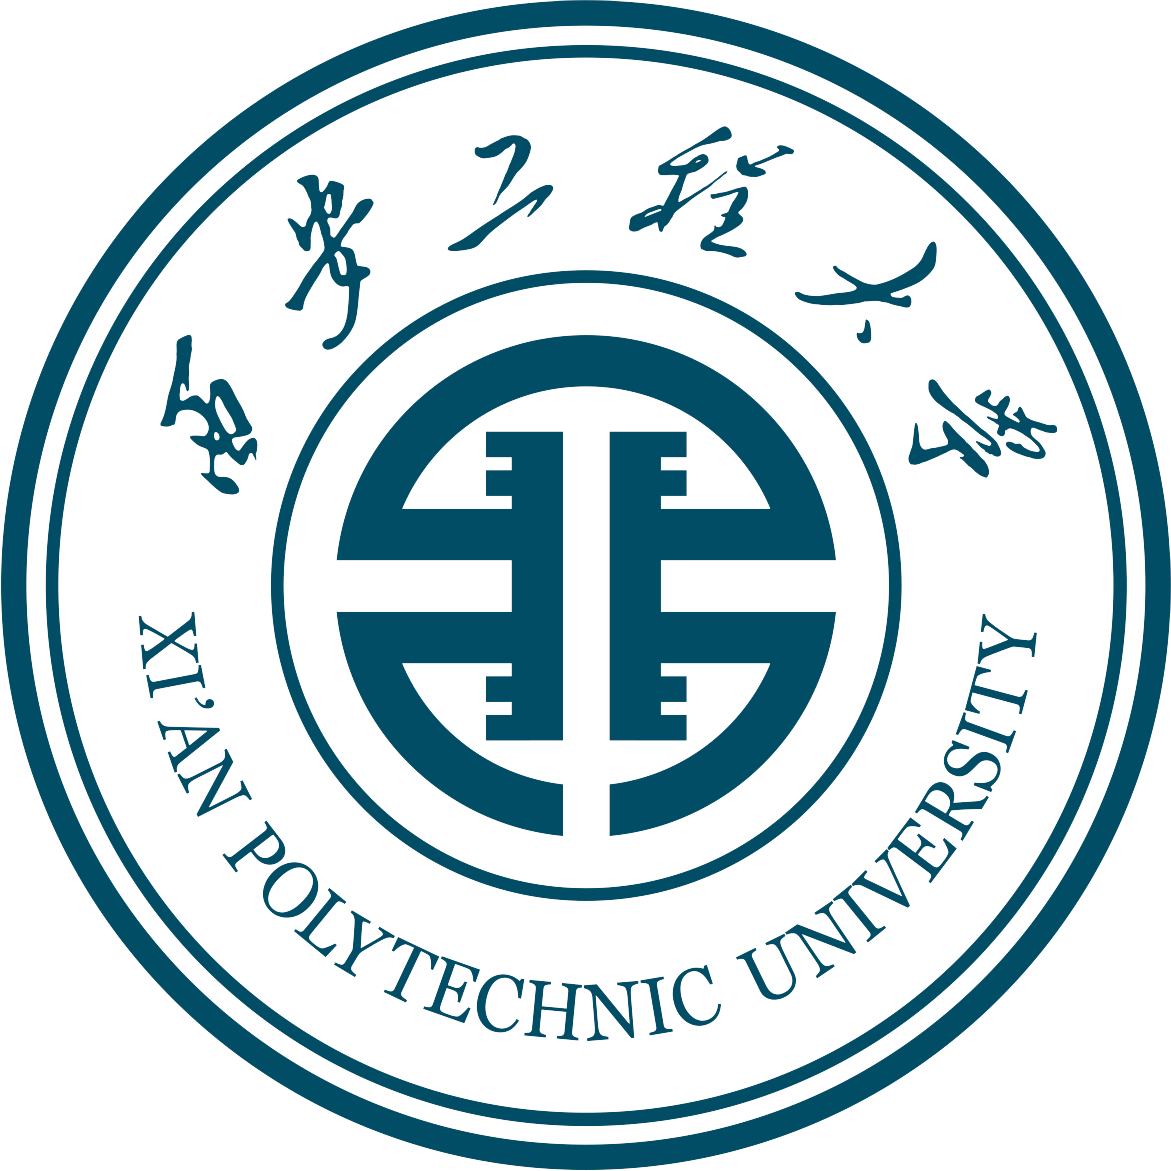 西安工程大学
XI'AN POLYTECHNIC UNIVERSITY